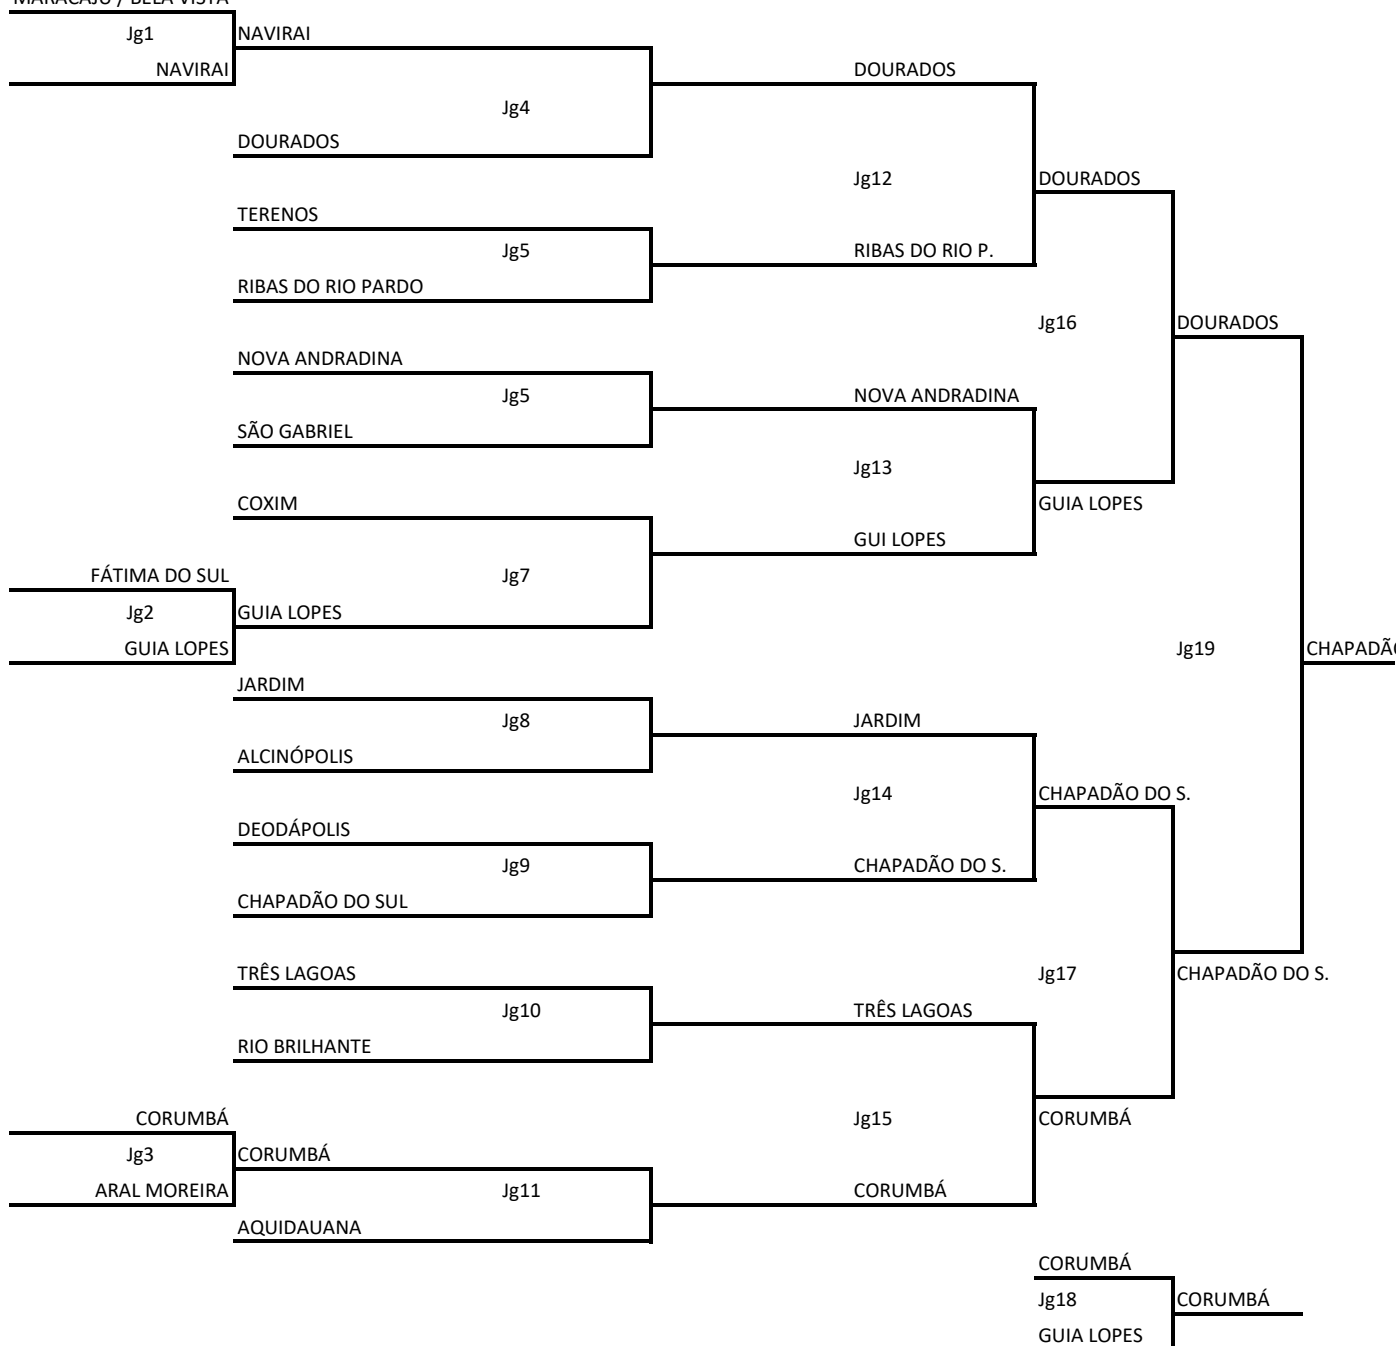 MARACAJU / BELA VISTA
Jg1
NAVIRAI
NAVIRAI
DOURADOS
Jg4
DOURADOS
Jg12
DOURADOS
TERENOS
Jg5
RIBAS DO RIO P.
RIBAS DO RIO PARDO
Jg16
DOURADOS
NOVA ANDRADINA
Jg5
NOVA ANDRADINA
SÃO GABRIEL
Jg13
COXIM
GUIA LOPES
GUI LOPES
FÁTIMA DO SUL
Jg7
Jg2
GUIA LOPES
GUIA LOPES
Jg19
CHAPADÃO
JARDIM
Jg8
JARDIM
ALCINÓPOLIS
Jg14
CHAPADÃO DO S.
DEODÁPOLIS
Jg9
CHAPADÃO DO S.
CHAPADÃO DO SUL
TRÊS LAGOAS
Jg17
CHAPADÃO DO S.
Jg10
TRÊS LAGOAS
RIO BRILHANTE
CORUMBÁ
Jg15
CORUMBÁ
Jg3
CORUMBÁ
ARAL MOREIRA
Jg11
CORUMBÁ
AQUIDAUANA
CORUMBÁ
Jg18
CORUMBÁ
GUIA LOPES